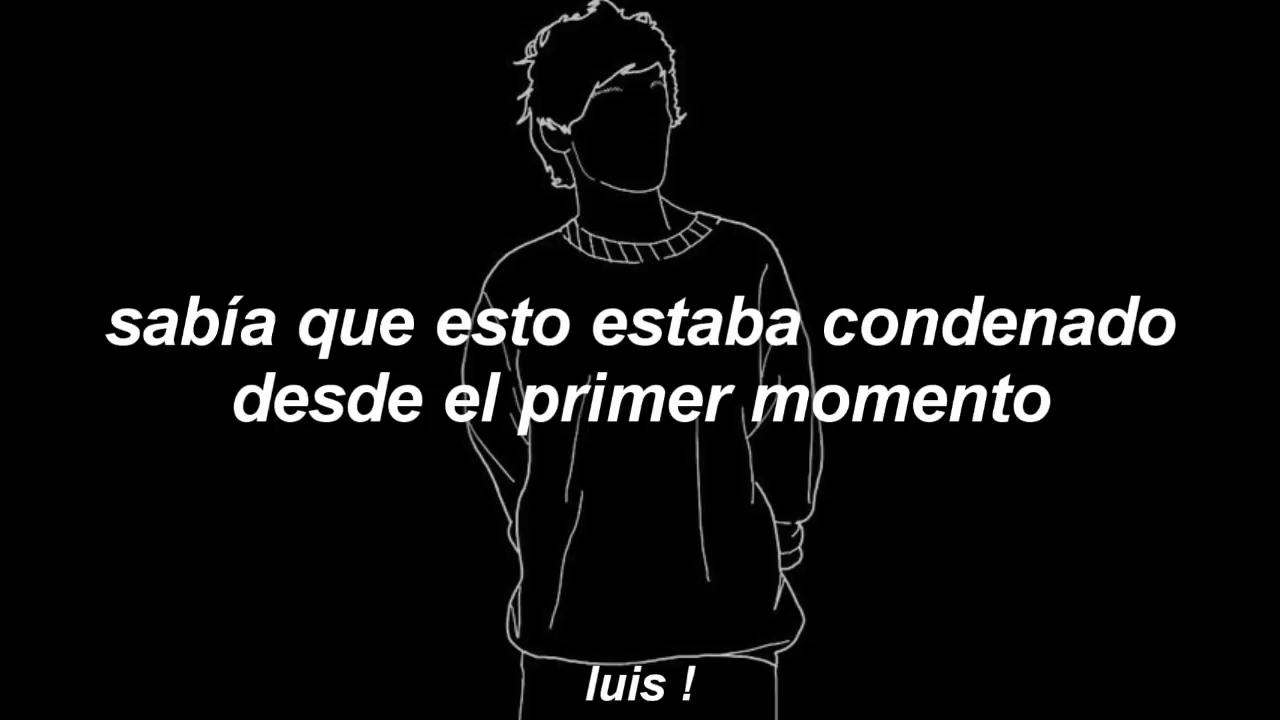 sabía que esto estaba condenado
desde el primer momento
luis !